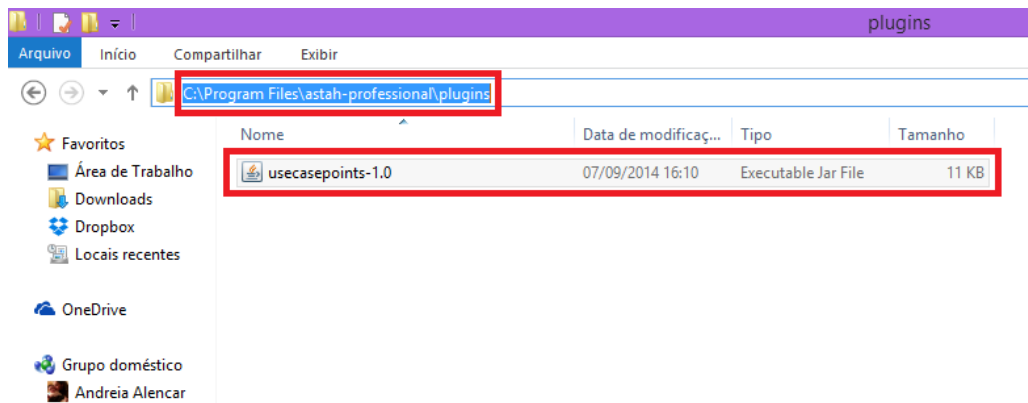 plugins
Arquivo Início Compartilhar Exibir
C:\Program Files\astah-professional\plugins
Nome Data de modificaç... Tipo Tamanho
usecasepoints-1.0 07/09/2014 16:10 Executable Jar File 11 KB
Favoritos
Área de Trabalho
Downloads
Dropbox
Locais recentes
OneDrive
Grupo doméstico
Andreia Alencar